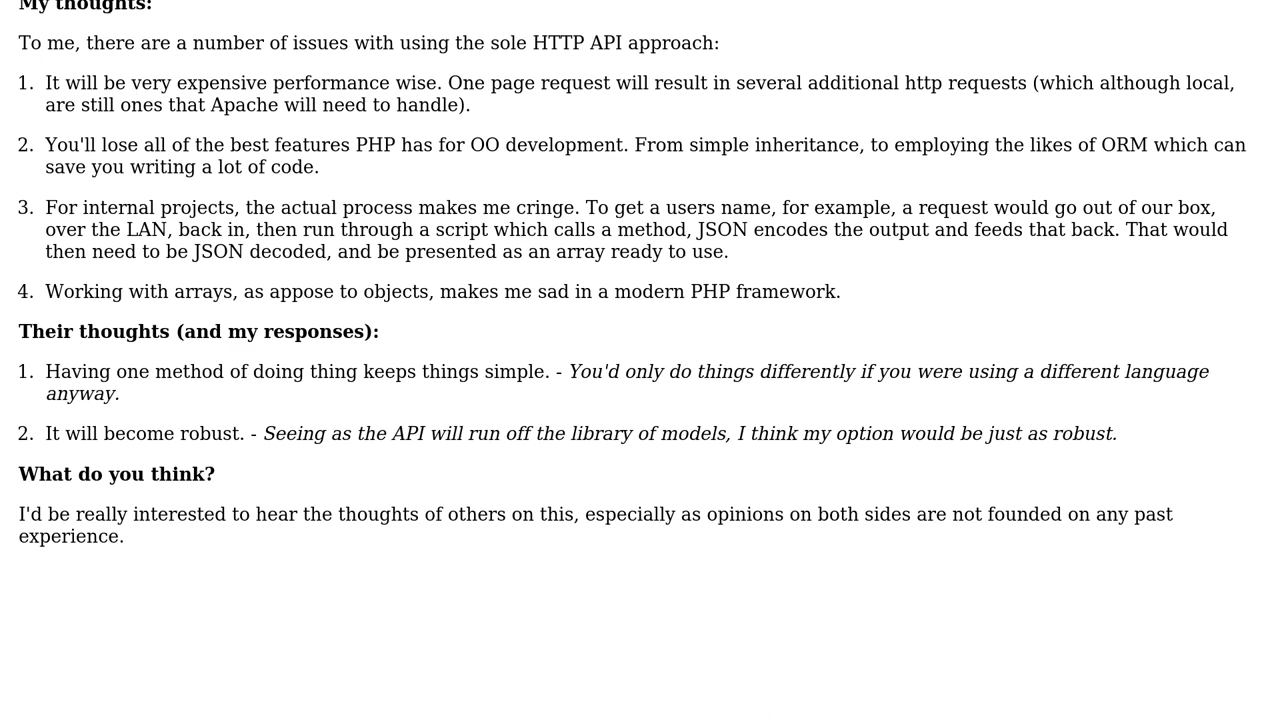 My thoughts:
To me, there are a number of issues with using the sole HTTP API approach:
1. It will be very expensive performance wise. One page request will result in several additional http requests (which although local,
are still ones that Apache will need to handle).
2. You'll lose all of the best features PHP has for OO development. From simple inheritance, to employing the likes of ORM which can
save you writing a lot of code.
3. For internal projects, the actual process makes me cringe. To get a users name, for example, a request would go out of our box,
over the LAN, back in, then run through a script which calls a method, JSON encodes the output and feeds that back. That would
then need to be JSON decoded, and be presented as an array ready to use.
4. Working with arrays, as appose to objects, makes me sad in a modern PHP framework.
Their thoughts (and my responses):
1. Having one method of doing thing keeps things simple. - You'd only do things differently if you were using a different language
anyway.
2. It will become robust. - Seeing as the API will run off the library of models, I think my option would be just as robust.
What do you think?
I'd be really interested to hear the thoughts of others on this, especially as opinions on both sides are not founded on any past
experience.